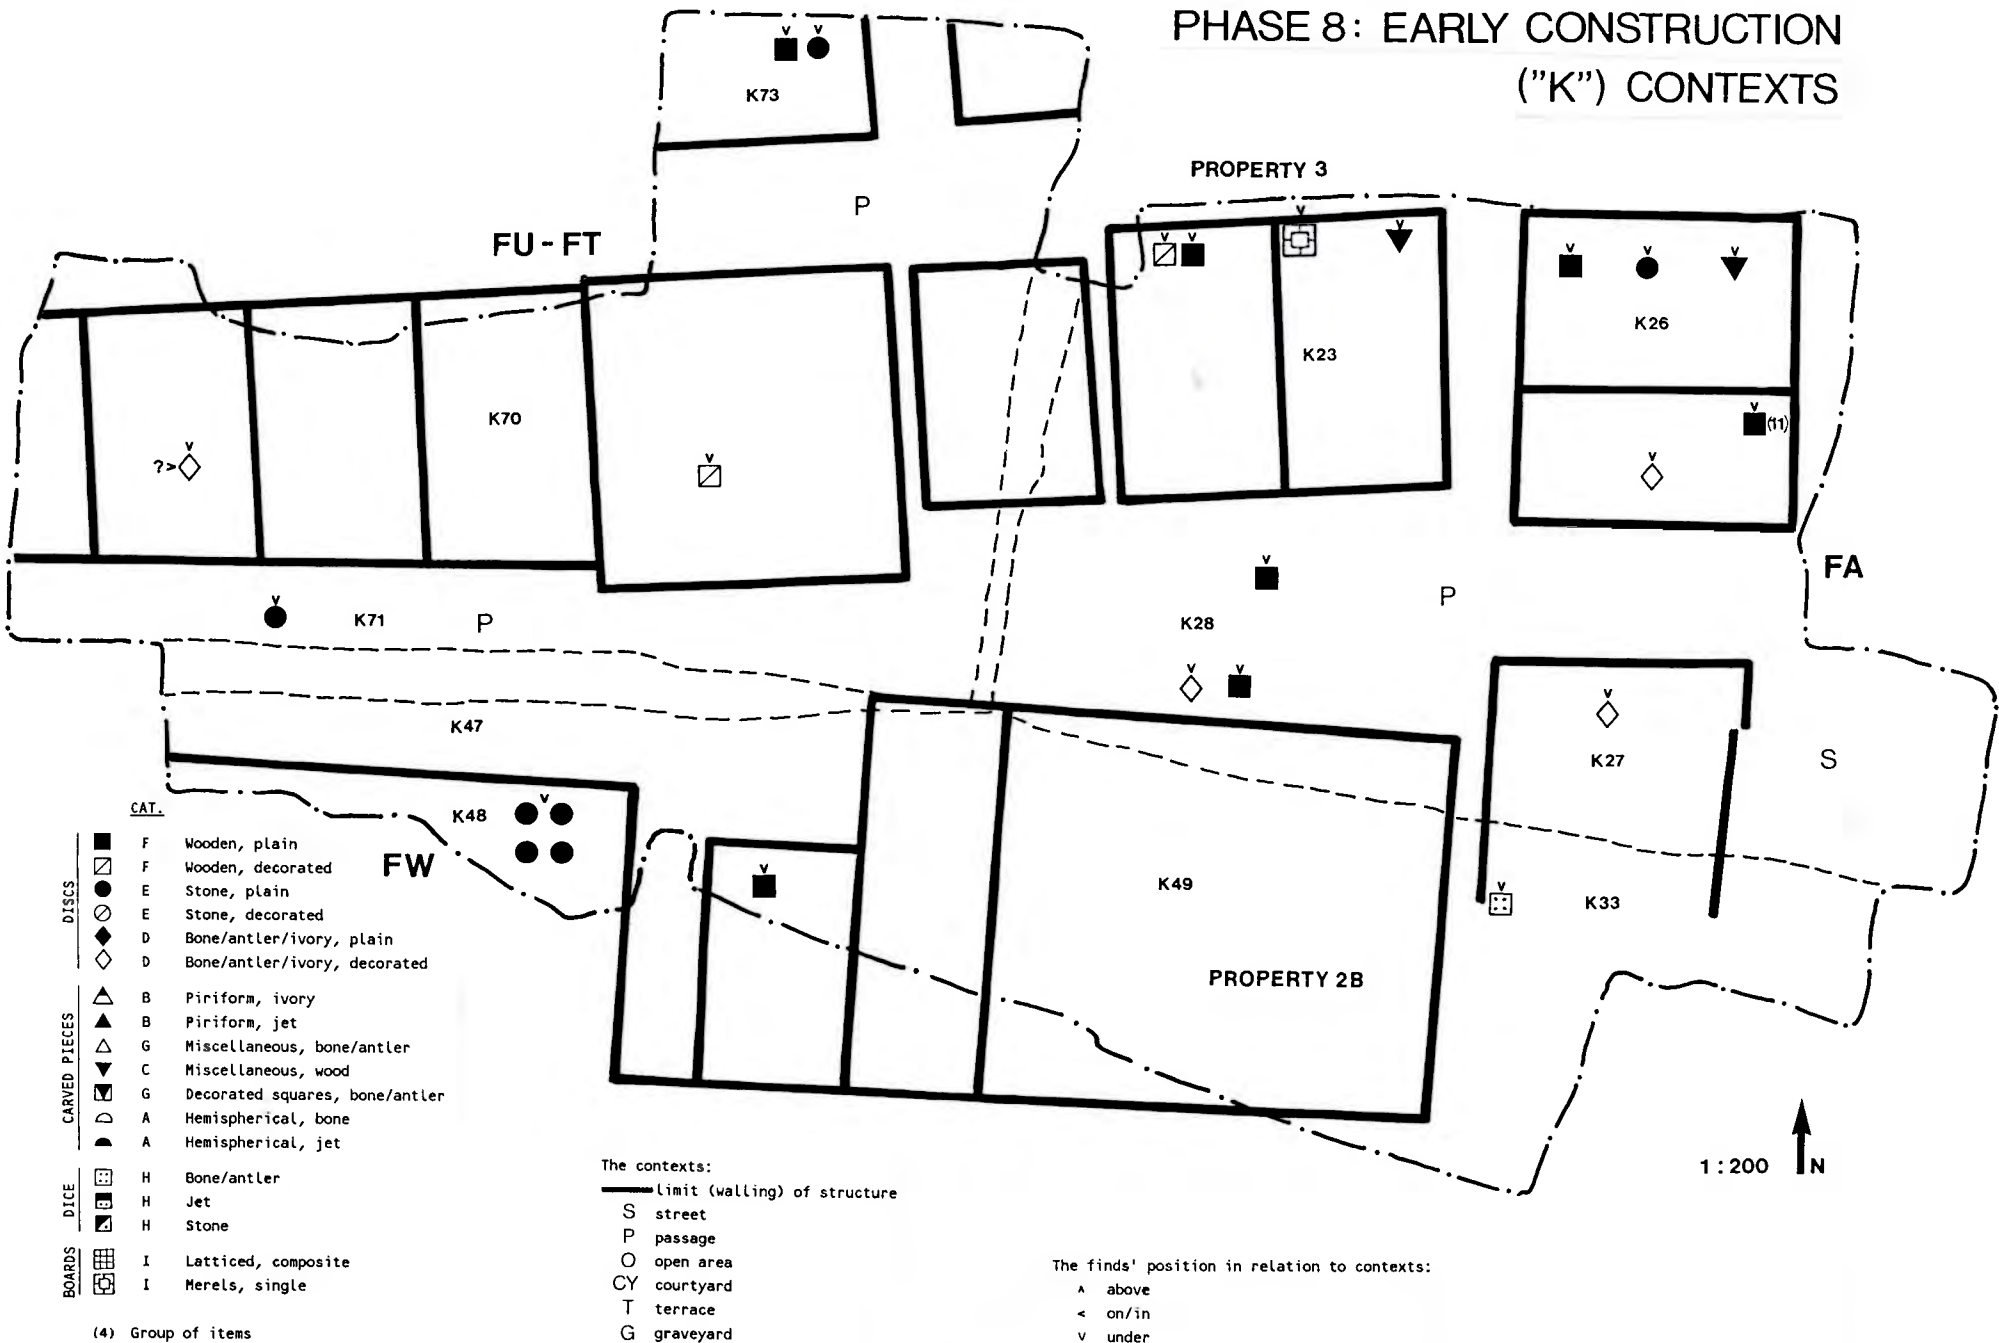 PHASE 8: EARLY CONSTRUCTION
("K") CONTEXTS
K73
PROPERTY 3
P
FU-FT
K26
K23
K70
(11)
?>
FA
P
K28
K71
P
K47
K27
S
K48
FW
K49
K33
PROPERTY 2B
1:200
N
CAT.
DISCS
F Wooden, plain
F Wooden, decorated
E Stone, plain
E Stone, decorated
D Bone/antler/ivory, plain
D Bone/antler/ivory, decorated
CARVED PIECES
B Piriform, ivory
B Piriform, jet
G Miscellaneous, bone/antler
C Miscellaneous, wood
G Decorated squares, bone/antler
A Hemispherical, bone
A Hemispherical, jet
DICE
H Bone/antler
H Jet
H Stone
BOARDS
I Latticed, composite
I Merels, single
(4) Group of items
The contexts:
limit (walling) of structure
S street
P passage
O open area
CY courtyard
T terrace
G graveyard
The finds' position in relation to contexts:
^ above
< on/in
v under